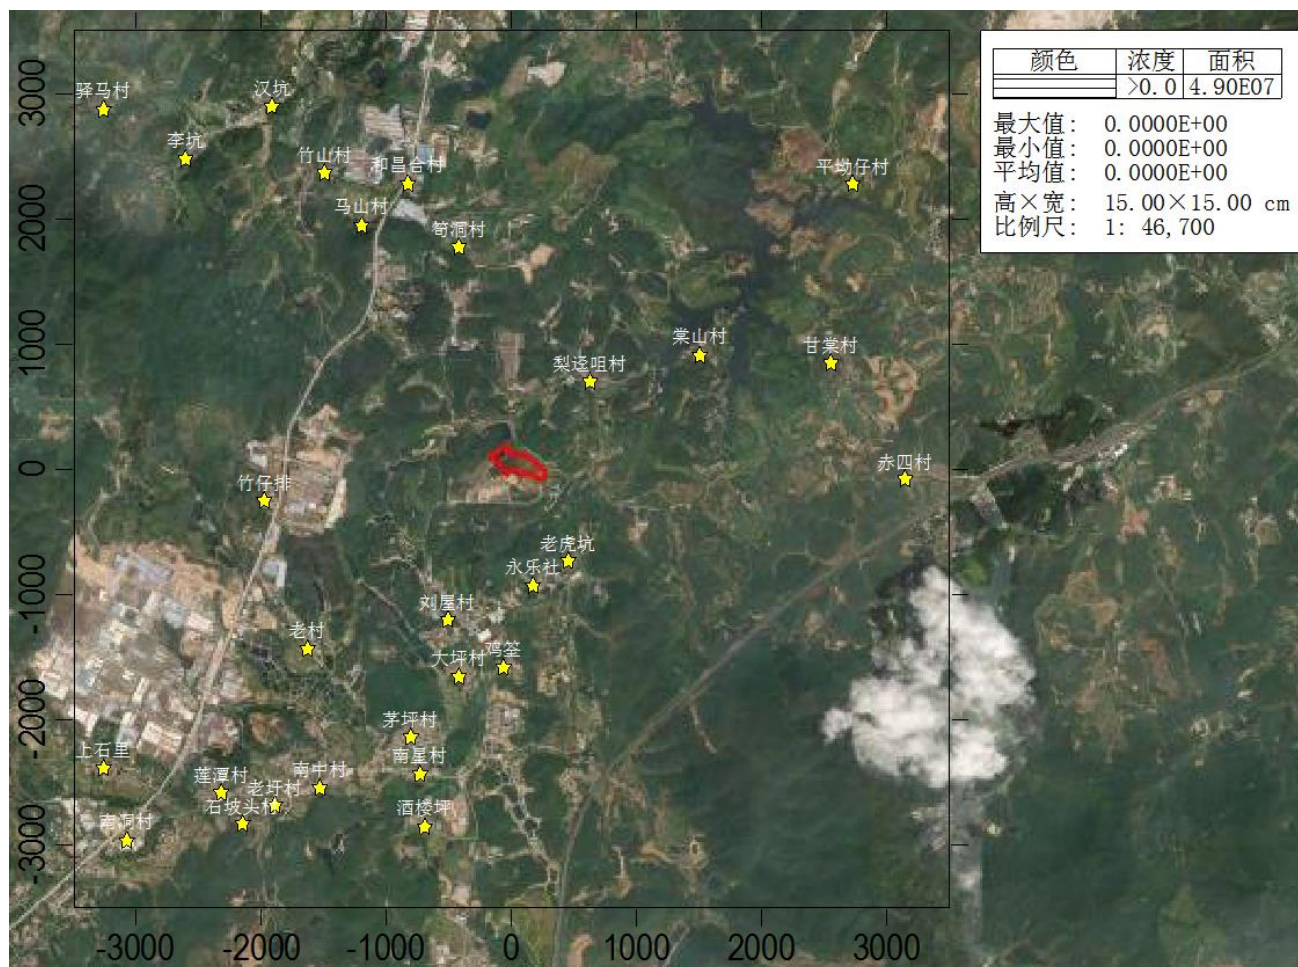 颜色 浓度 面积
>0.0 4.90E07
最大值: 0.0000E+00
最小值: 0.0000E+00
平均值: 0.0000E+00
高×宽: 15.00×15.00 cm
比例尺: 1: 46,700
驿马村
汉坑
李坑
竹山村
和昌合村
平坳仔村
马山村
笱洞村
棠山村
甘棠村
梨迳咀村
赤四村
竹仔排
老虎坑
永乐社
刘屋村
老村
大坪村
鸡筌
茅坪村
上石里
南星村
莲潭村
南中村
老圩村
石坡头村
酒楼坪
南洞村
3000
2000
1000
0
-1000
-2000
-3000
-3000 -2000 -1000 0 1000 2000 3000